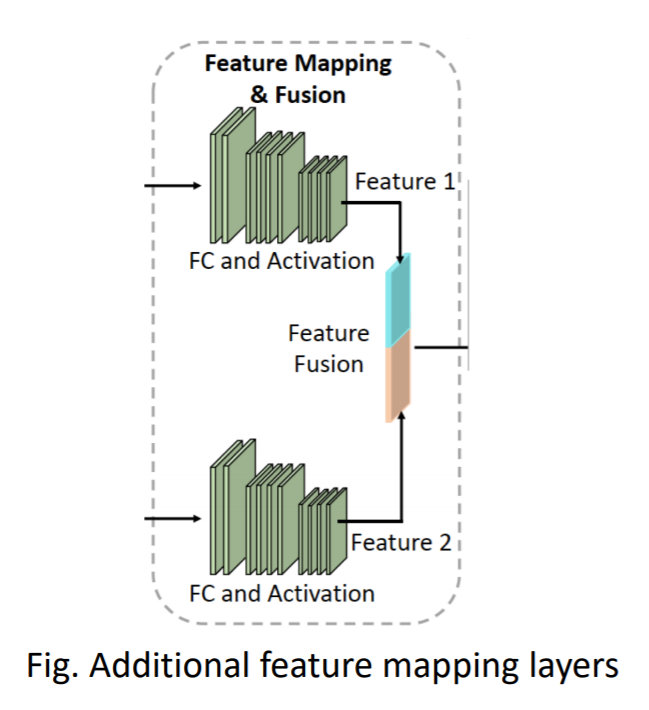 Feature Mapping
& Fusion
Feature 1
FC and Activation
Feature
Fusion
Feature 2
FC and Activation
Fig. Additional feature mapping layers